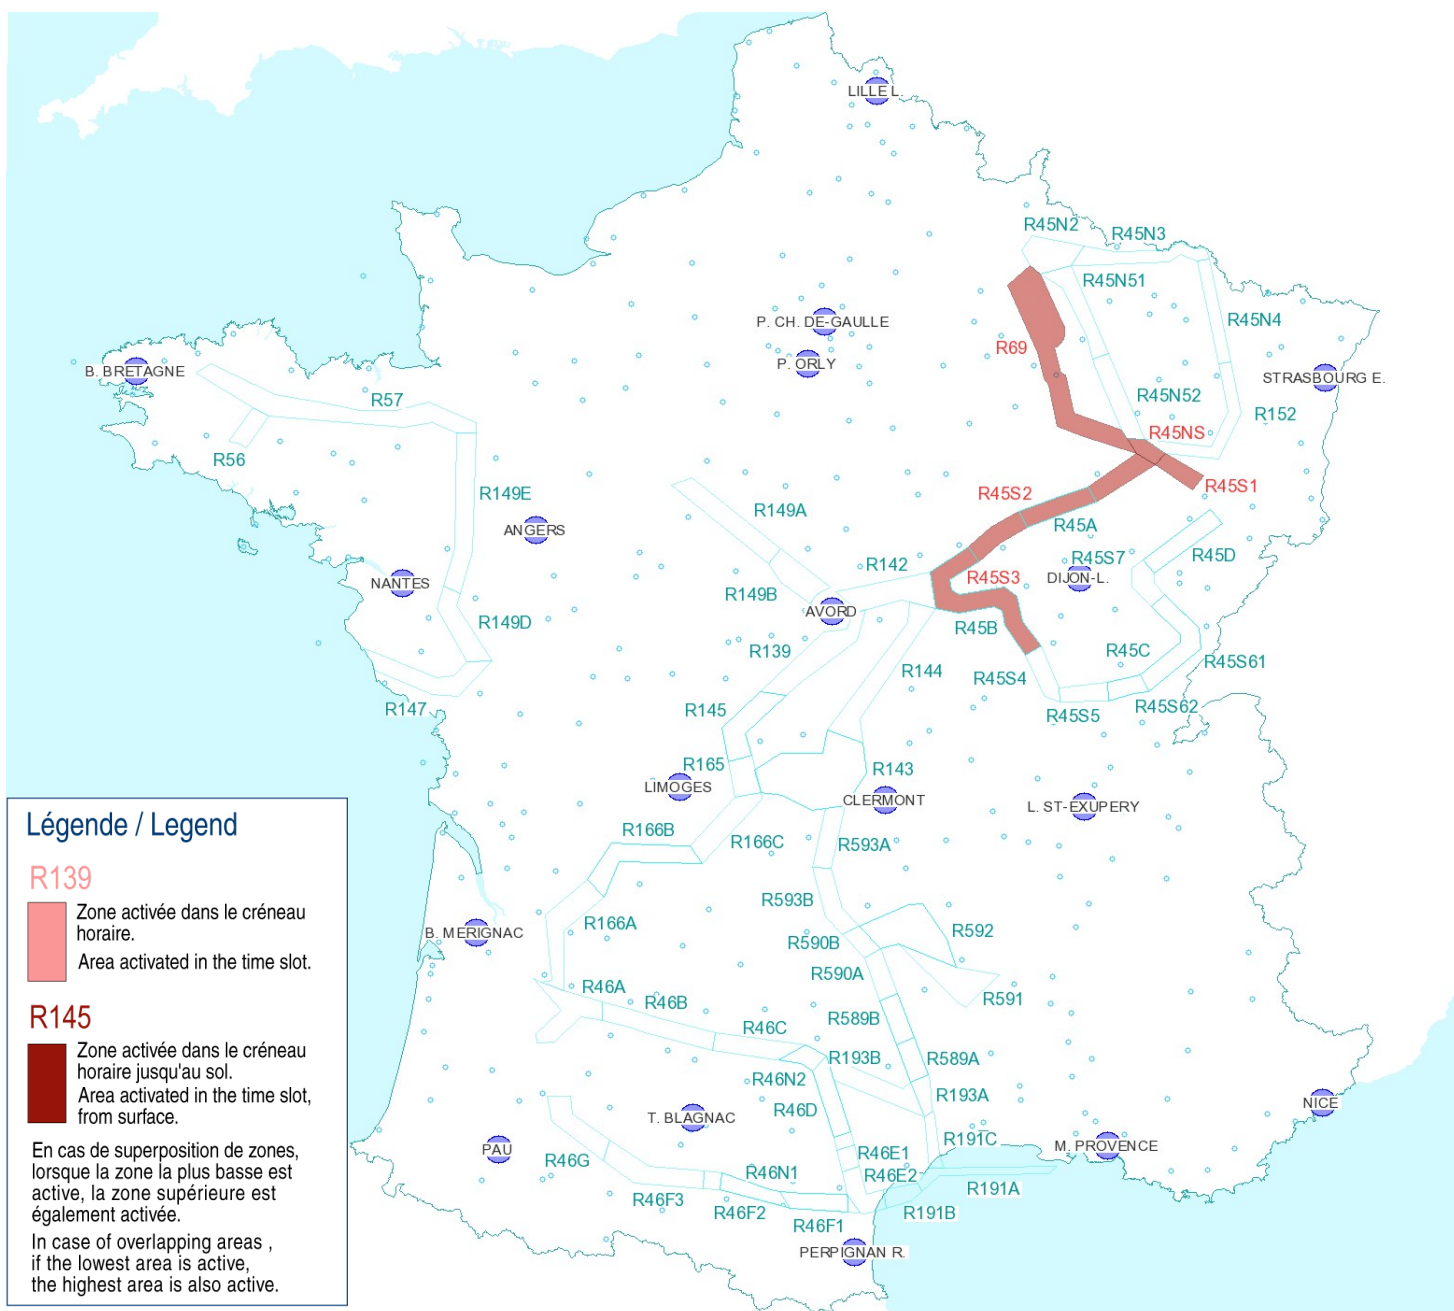 LILLE L.
R45N2
R45N3
R45N51
P. CH. DE-GAULLE
R45N4
R69
P. ORLY
B. BRETAGNE
STRASBOURG E.
R57
R45N52
R152
R45NS
R56
R45S1
R149E
R45S2
R149A
ANGERS
R45A
R45S7
R45D
R142
NANTES
R45S3
DIJON-L.
R149B
AVORD
R149D
R45B
R139
R45C
R45S61
R144
R45S4
R147
R145
R45S5
R45S62
R165
R143
LIMOGES
CLERMONT
L. ST-EXUPERY
R166B
R166C
R593A
R593B
R166A
B. MERIGNAC
R592
R590B
R590A
R46A
R46B
R591
R46C
R589B
R193B
R589A
R46N2
R193A
R46D
NICE
T. BLAGNAC
R191C
M. PROVENCE
PAU
R46G
R46E1
R46N1
R46E2
R191A
R46F3
R46F2
R191B
R46F1
PERPIGNAN R.
Légende / Legend
R139
Zone activée dans le créneau
horaire.
Area activated in the time slot.
R145
Zone activée dans le créneau
horaire jusqu'au sol.
Area activated in the time slot,
from surface.
En cas de superposition de zones,
lorsque la zone la plus basse est
active, la zone supérieure est
également activée.
In case of overlapping areas ,
if the lowest area is active,
the highest area is also active.